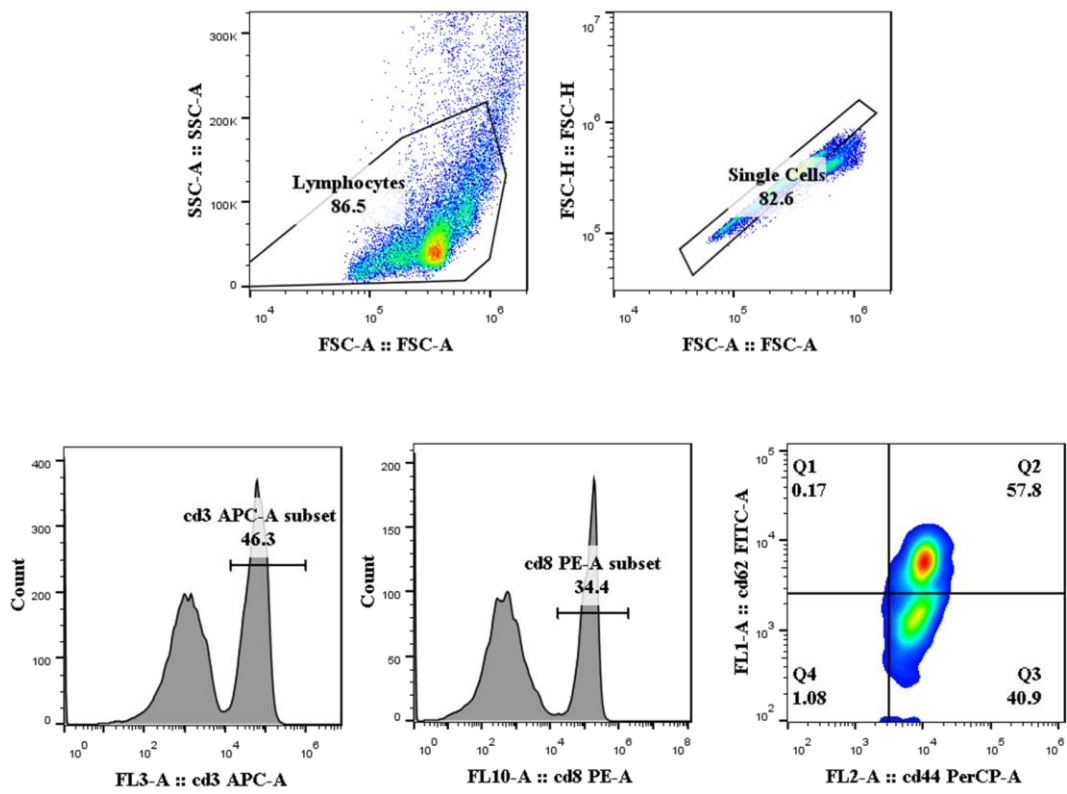 300K
200K
100K
0
SSC-A :: SSC-A
Lymphocytes
86.5
10^4
10^5
10^6
FSC-A :: FSC-A
10^7
10^6
10^5
FSC-H :: FSC-H
Single Cells
82.6
10^4
10^5
10^6
FSC-A :: FSC-A
400
300
200
100
0
Count
cd3 APC-A subset
46.3
10^0
10^2
10^4
10^6
FL3-A :: cd3 APC-A
200
150
100
50
0
Count
cd8 PE-A subset
34.4
10^0
10^2
10^4
10^6
10^8
FL10-A :: cd8 PE-A
10^5
10^4
10^3
10^2
FL1-A :: cd62 FITC-A
Q1
0.17
Q2
57.8
Q4
1.08
Q3
40.9
10^2
10^3
10^4
10^5
10^6
FL2-A :: cd44 PerCP-A